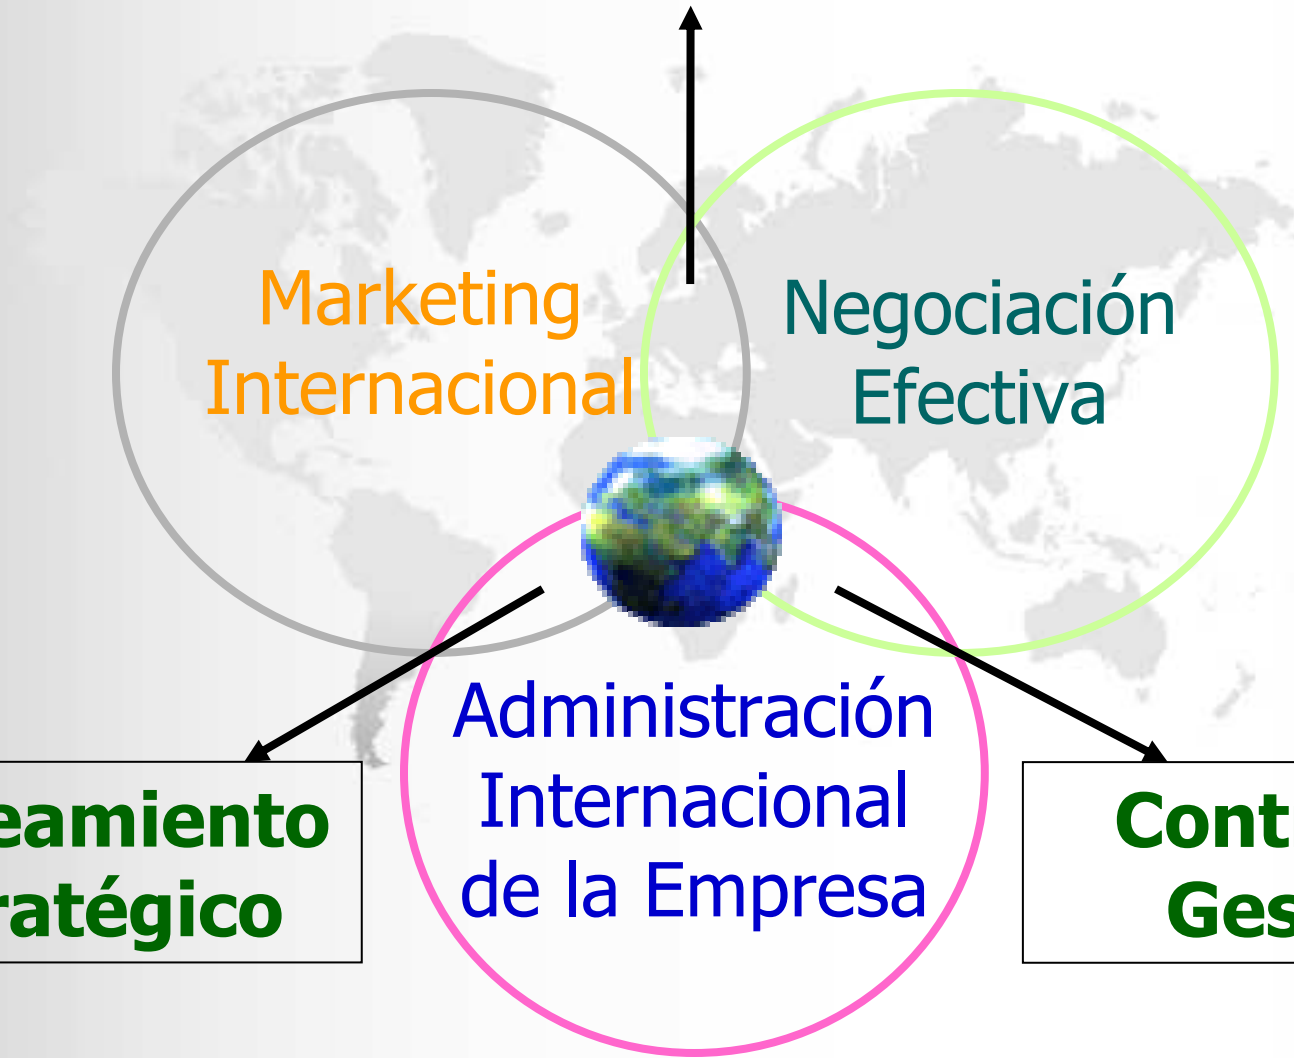 Marketing
Internacional
Negociación
Efectiva
Administración
Internacional
de la Empresa
eamiento
ratégico
Cont
Ges